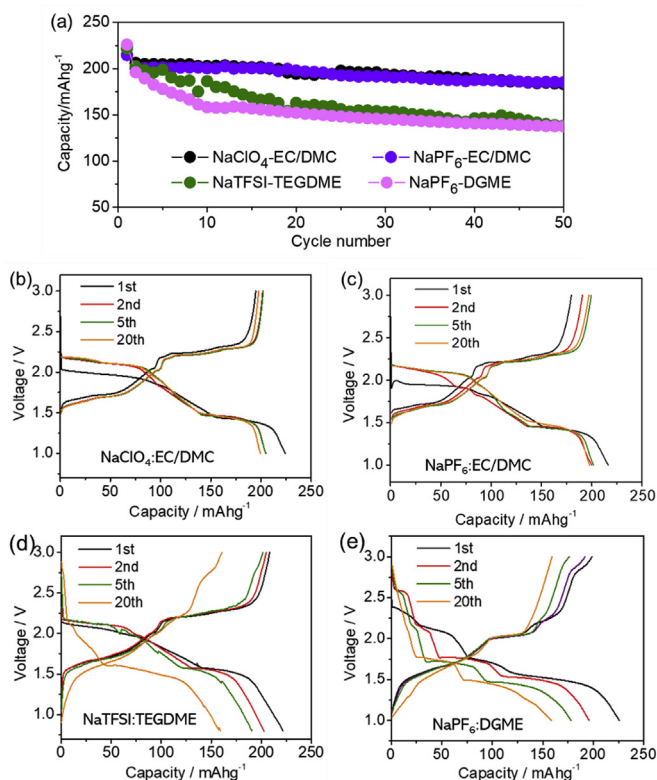 (a)
Capacity/mAhg-1
250
200
150
100
50
NaClO4-EC/DMC
NaPF6-EC/DMC
NaTFSI-TEGDME
NaPF6-DGME
0 10 20 30 40 50
Cycle number
(b)
Voltage / V
3.0
2.5
2.0
1.5
1.0
1st
2nd
5th
20th
NaClO4:EC/DMC
0 50 100 150 200 250
Capacity / mAhg-1
(c)
Voltage / V
3.0
2.5
2.0
1.5
1.0
1st
2nd
5th
20th
NaPF6:EC/DMC
0 50 100 150 200 250
Capacity / mAhg-1
(d)
Voltage / V
3.0
2.5
2.0
1.5
1.0
1st
2nd
5th
20th
NaTFSI:TEGDME
0 50 100 150 200 250
Capacity / mAhg-1
(e)
Voltage / V
3.0
2.5
2.0
1.5
1.0
1st
2nd
5th
20th
NaPF6:DGME
0 50 100 150 200 250
Capacity / mAhg-1